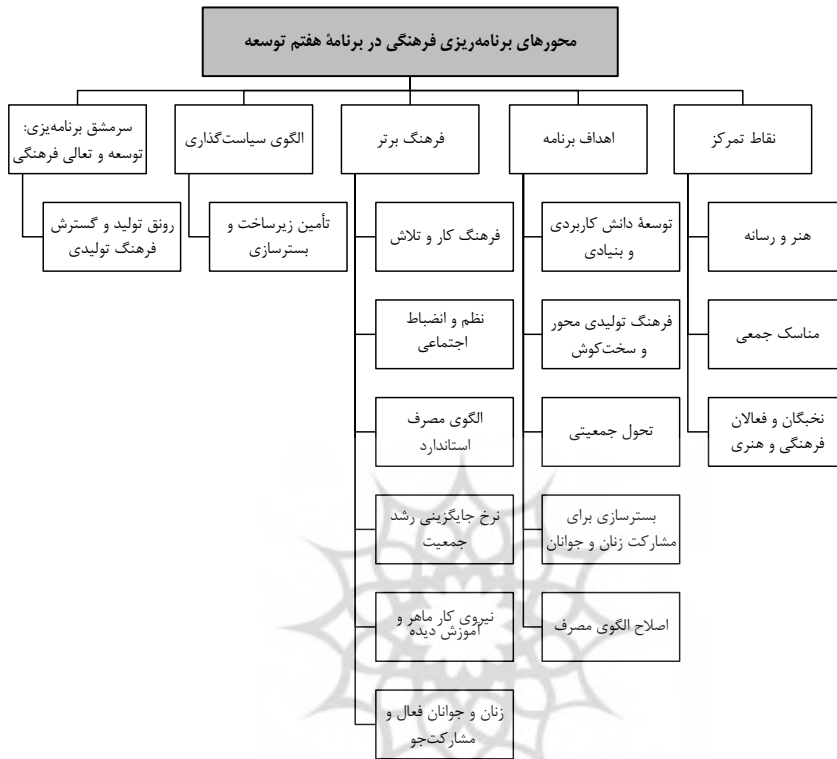 محورهای برنامه‌ریزی فرهنگی در برنامهٔ هفتم توسعه
نقاط تمرکز
هنر و رسانه
مناسک جمعی
نخبگان و فعالان
فرهنگی و هنری
اهداف برنامه
توسعهٔ دانش کاربردی
و بنیادی
فرهنگ تولیدی محور
و سخت‌کوش
تحول جمعیتی
بسترسازی برای
مشارکت زنان و جوانان
اصلاح الگوی مصرف
فرهنگ برتر
فرهنگ کار و تلاش
نظم و انضباط
اجتماعی
الگوی مصرف
استاندارد
نرخ جایگزینی رشد
جمعیت
نیروی کار ماهر و
آموزش دیده
زنان و جوانان فعال و
مشارکت‌جو
الگوی سیاست‌گذاری
تأمین زیرساخت و
بسترسازی
سرمشق برنامه‌یزی:
توسعه و تعالی فرهنگی
رونق تولید و گسترش
فرهنگ تولیدی